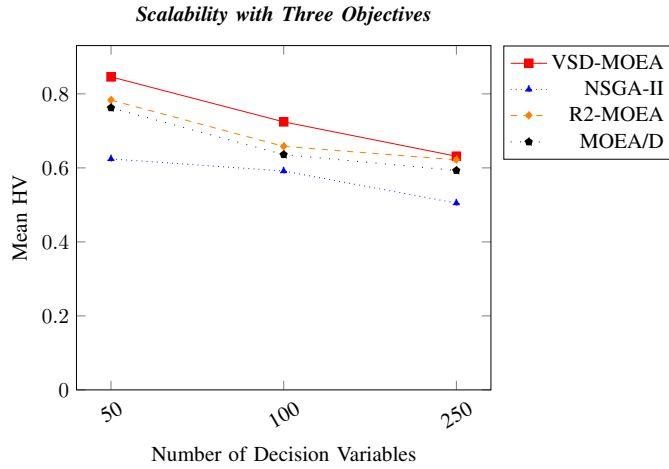 Scalability with Three Objectives
VSD-MOEA
NSGA-II
R2-MOEA
MOEA/D
Mean HV
0.8
0.6
0.4
0.2
0
50
100
250
Number of Decision Variables